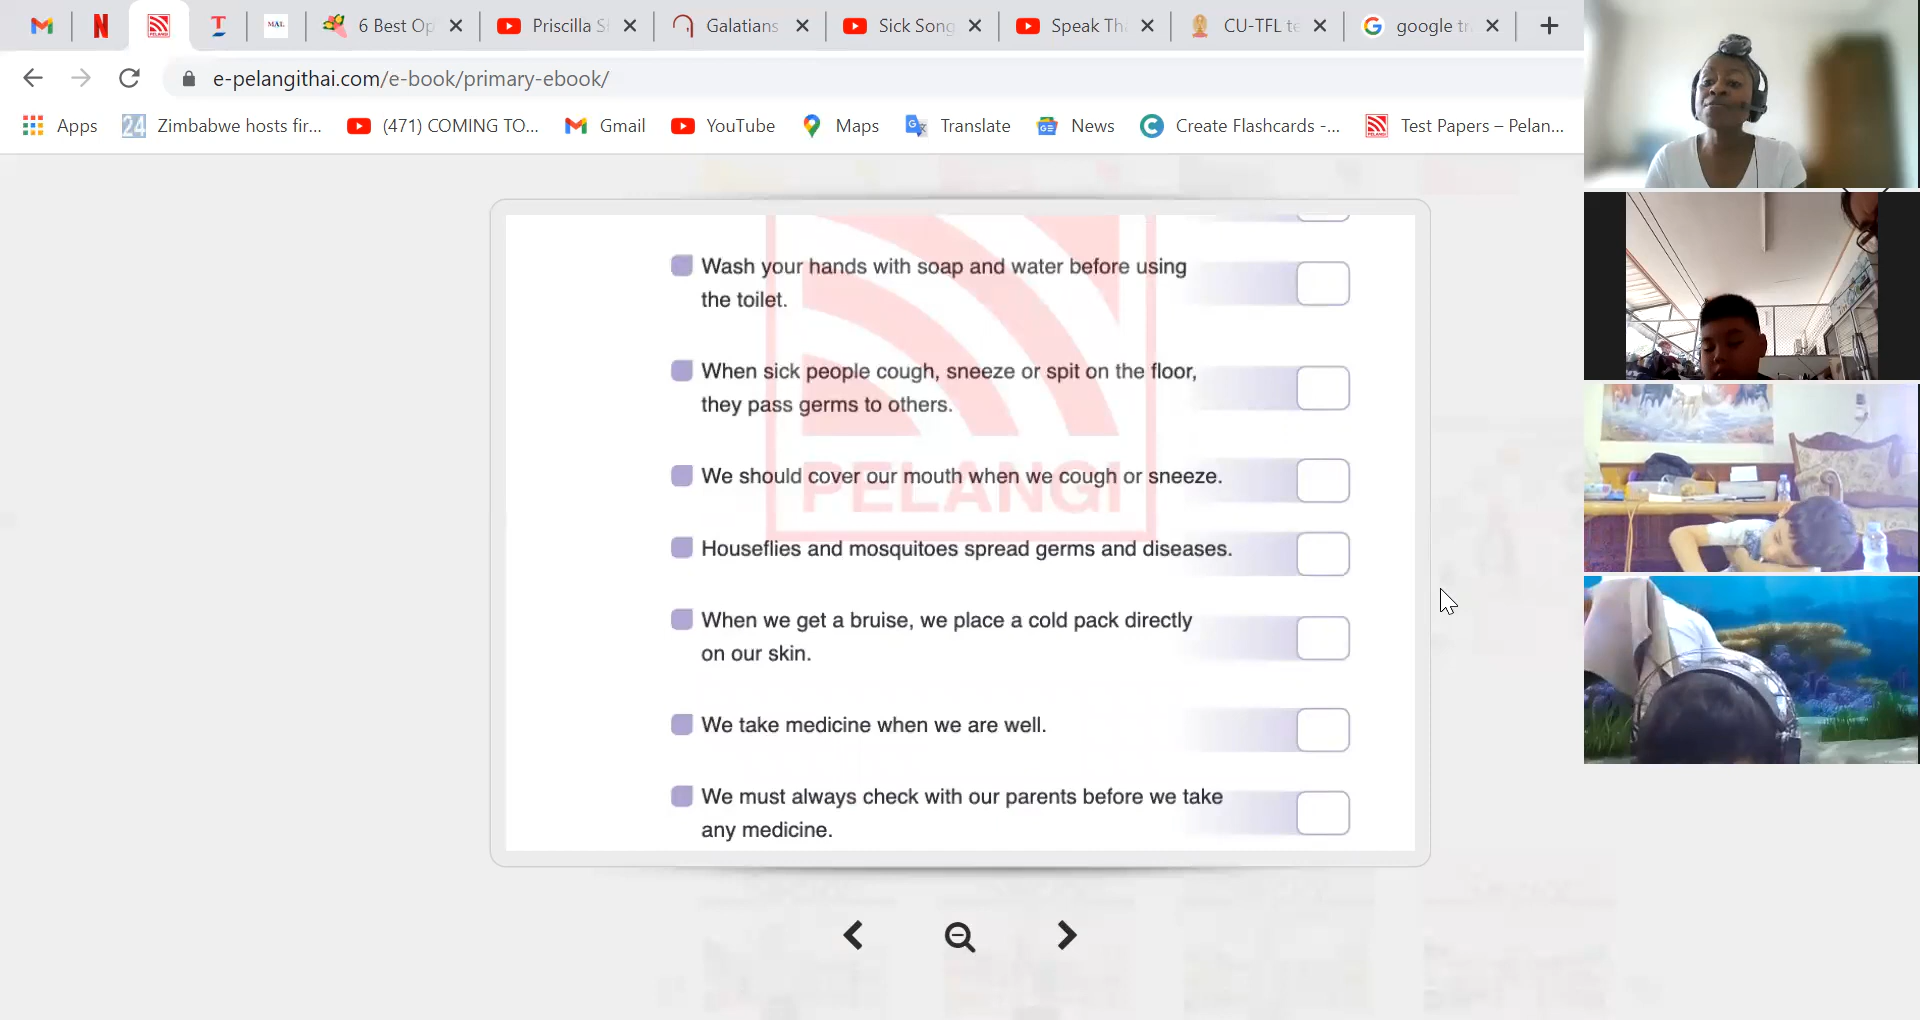 MAL
6 Best Op
Priscilla S
Galatians
Sick Song
Speak Th
CU-TFL te
google tr
e-pelangithai.com/e-book/primary-ebook/
Apps
24
Zimbabwe hosts fir...
(471) COMING TO...
Gmail
YouTube
Maps
Translate
News
Create Flashcards -...
Test Papers – Pelan...
Wash your hands with soap and water before using
the toilet.
When sick people cough, sneeze or spit on the floor,
they pass germs to others.
We should cover our mouth when we cough or sneeze.
PELANGI
Houseflies and mosquitoes spread germs and diseases.
When we get a bruise, we place a cold pack directly
on our skin.
We take medicine when we are well.
We must always check with our parents before we take
any medicine.